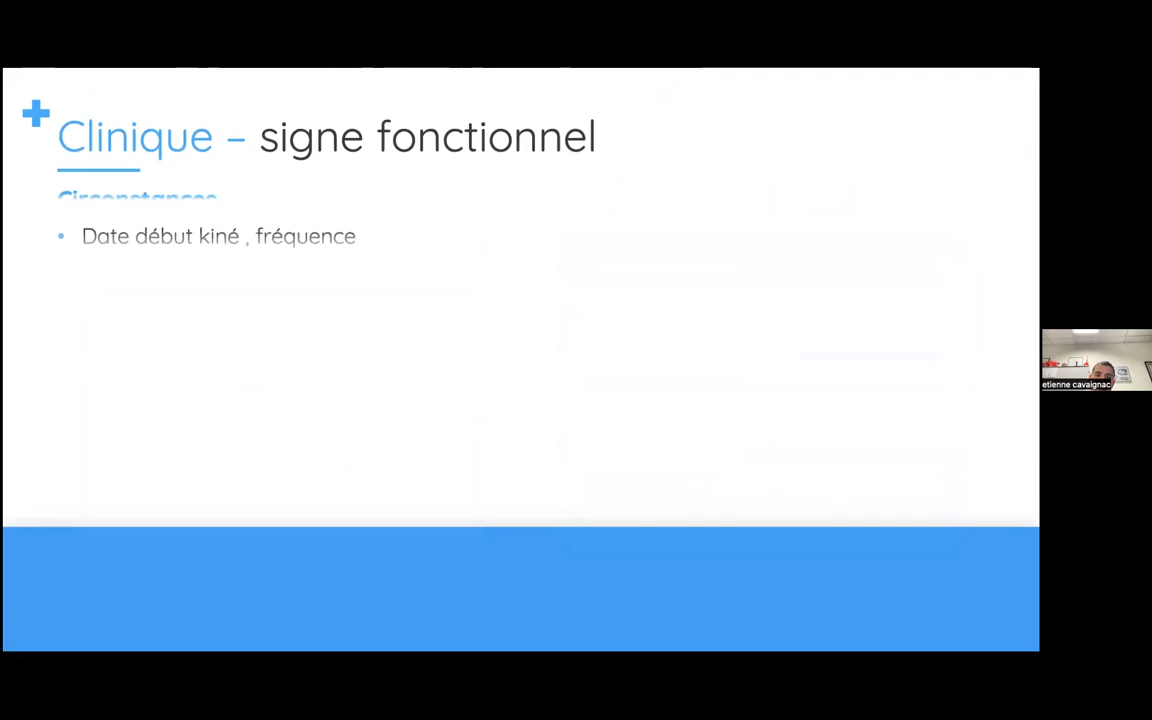 Clinique – signe fonctionnel
Circonstances
• Date début kiné , fréquence
etienne cavaignac